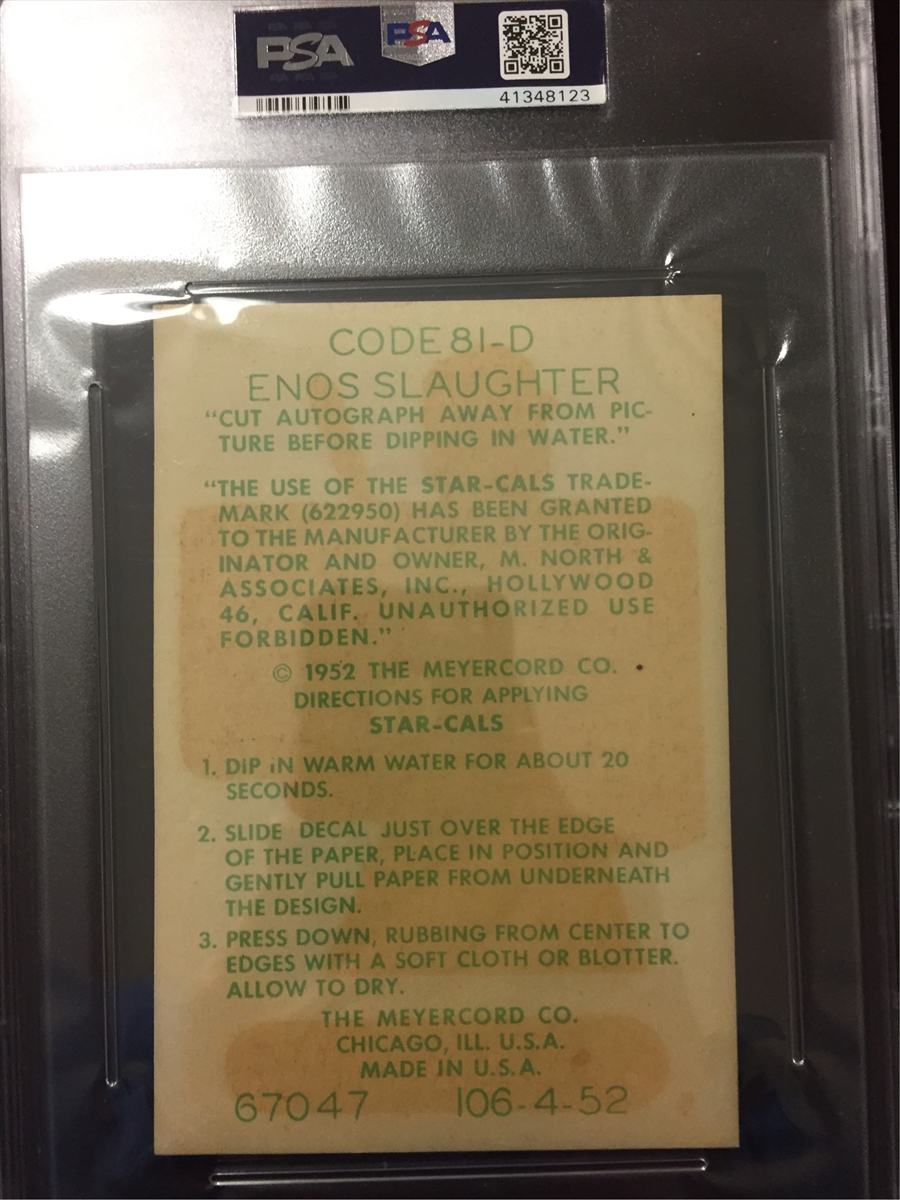 PSA
PSA
41348123
CODE 81-D
ENOS SLAUGHTER
"CUT AUTOGRAPH AWAY FROM PIC-
TURE BEFORE DIPPING IN WATER."
"THE USE OF THE STAR-CALS TRADE-
MARK (622950) HAS BEEN GRANTED
TO THE MANUFACTURER BY THE ORIG-
INATOR AND OWNER, M. NORTH &
ASSOCIATES, INC., HOLLYWOOD
46, CALIF. UNAUTHORIZED USE
FORBIDDEN."
© 1952 THE MEYERCORD CO.
DIRECTIONS FOR APPLYING
STAR-CALS
1. DIP IN WARM WATER FOR ABOUT 20
SECONDS.
2. SLIDE DECAL JUST OVER THE EDGE
OF THE PAPER, PLACE IN POSITION AND
GENTLY PULL PAPER FROM UNDERNEATH
THE DESIGN.
3. PRESS DOWN, RUBBING FROM CENTER TO
EDGES WITH A SOFT CLOTH OR BLOTTER.
ALLOW TO DRY.
THE MEYERCORD CO.
CHICAGO, ILL. U.S.A.
MADE IN U.S.A.
67047 106-4-52